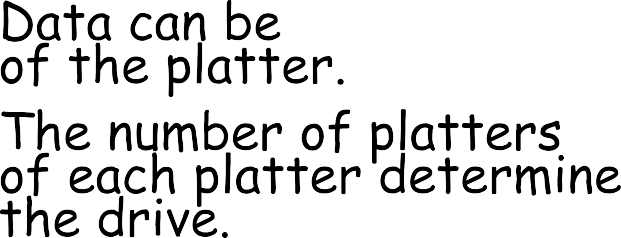 Data can be
of the platter.
The number of platters
of each platter determine
the drive.